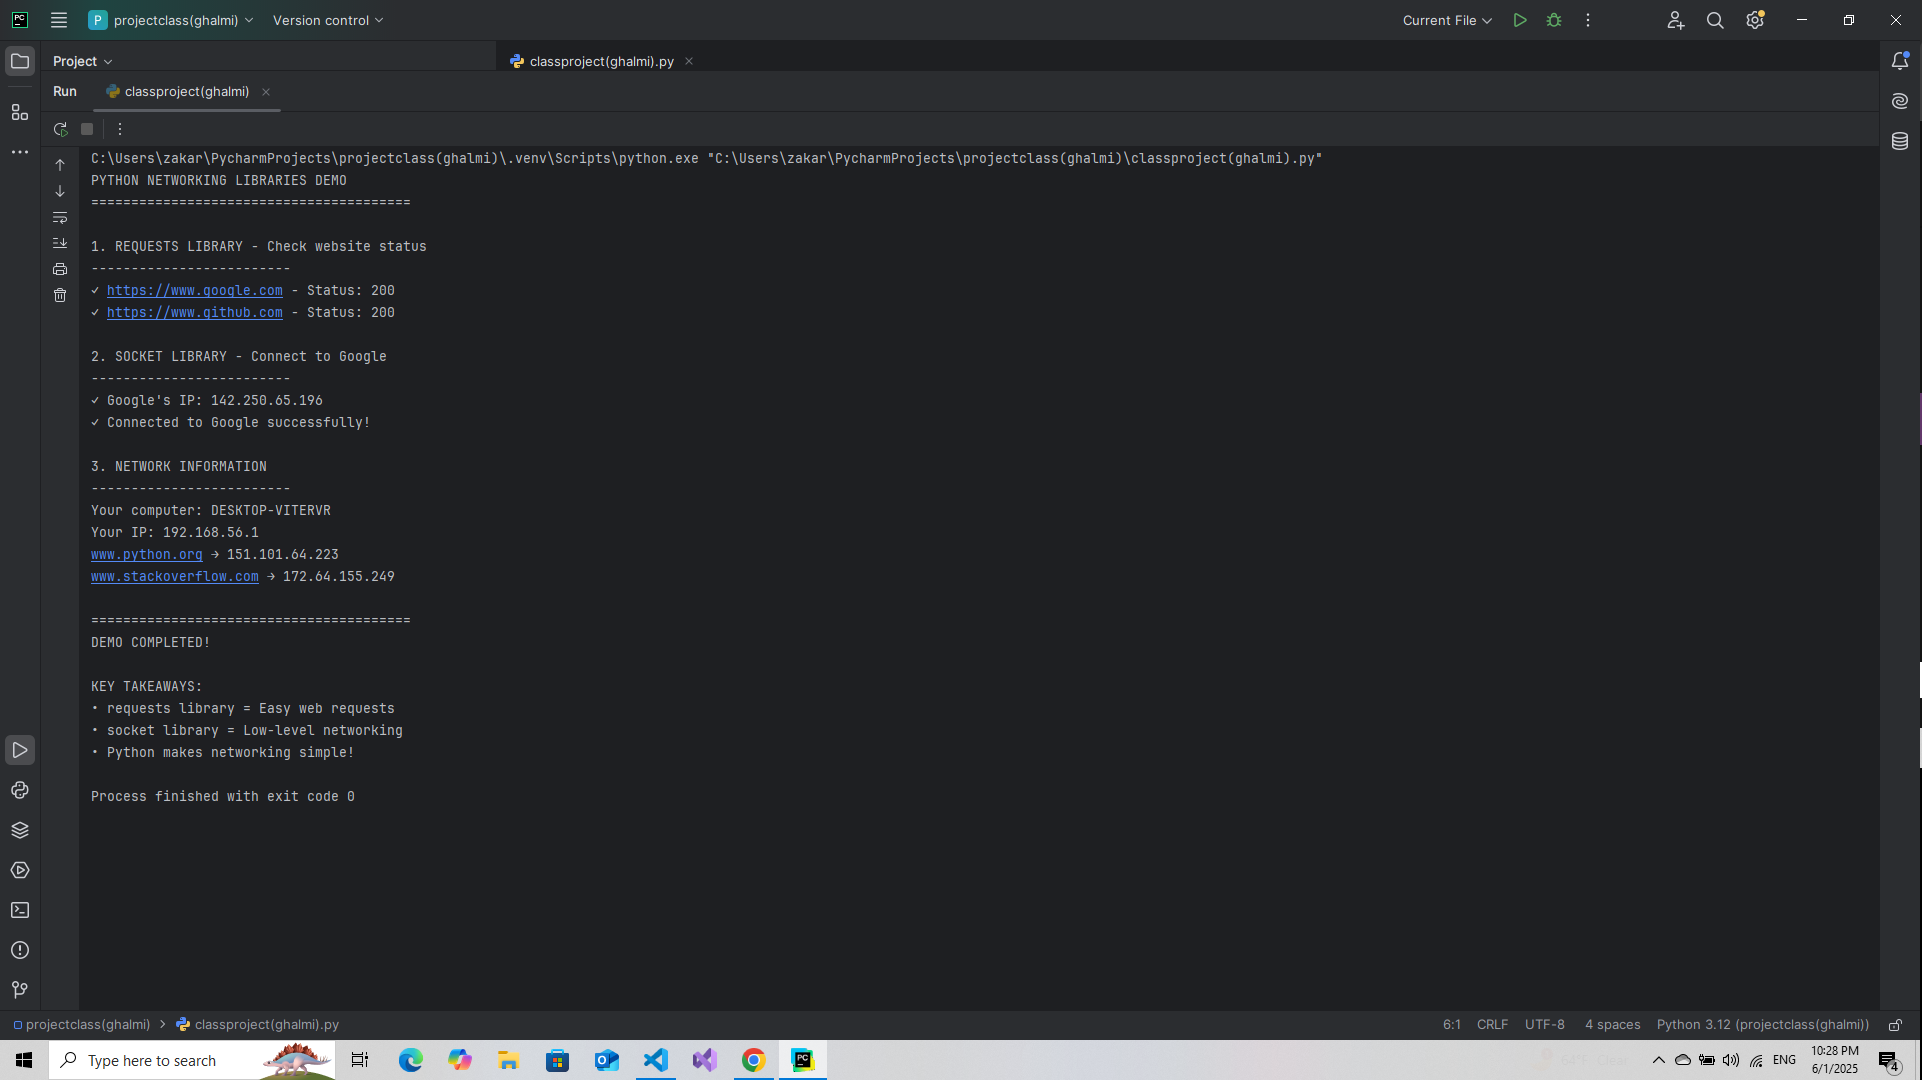 PC
P projectclass(ghalmi)
Version control
Current File
Project
classproject(ghalmi).py
Run
classproject(ghalmi)
C:\Users\zakar\PycharmProjects\projectclass(ghalmi)\.venv\Scripts\python.exe "C:\Users\zakar\PycharmProjects\projectclass(ghalmi)\classproject(ghalmi).py"
PYTHON NETWORKING LIBRARIES DEMO
========================================
1. REQUESTS LIBRARY - Check website status
-------------------------
✓ https://www.google.com - Status: 200
✓ https://www.github.com - Status: 200
2. SOCKET LIBRARY - Connect to Google
-------------------------
✓ Google's IP: 142.250.65.196
✓ Connected to Google successfully!
3. NETWORK INFORMATION
-------------------------
Your computer: DESKTOP-VITERVR
Your IP: 192.168.56.1
www.python.org → 151.101.64.223
www.stackoverflow.com → 172.64.155.249
========================================
DEMO COMPLETED!
KEY TAKEAWAYS:
• requests library = Easy web requests
• socket library = Low-level networking
• Python makes networking simple!
Process finished with exit code 0
projectclass(ghalmi) > classproject(ghalmi).py
6:1 CRLF UTF-8 4 spaces Python 3.12 (projectclass(ghalmi))
Type here to search
PC
ENG
10:28 PM
6/1/2025
4